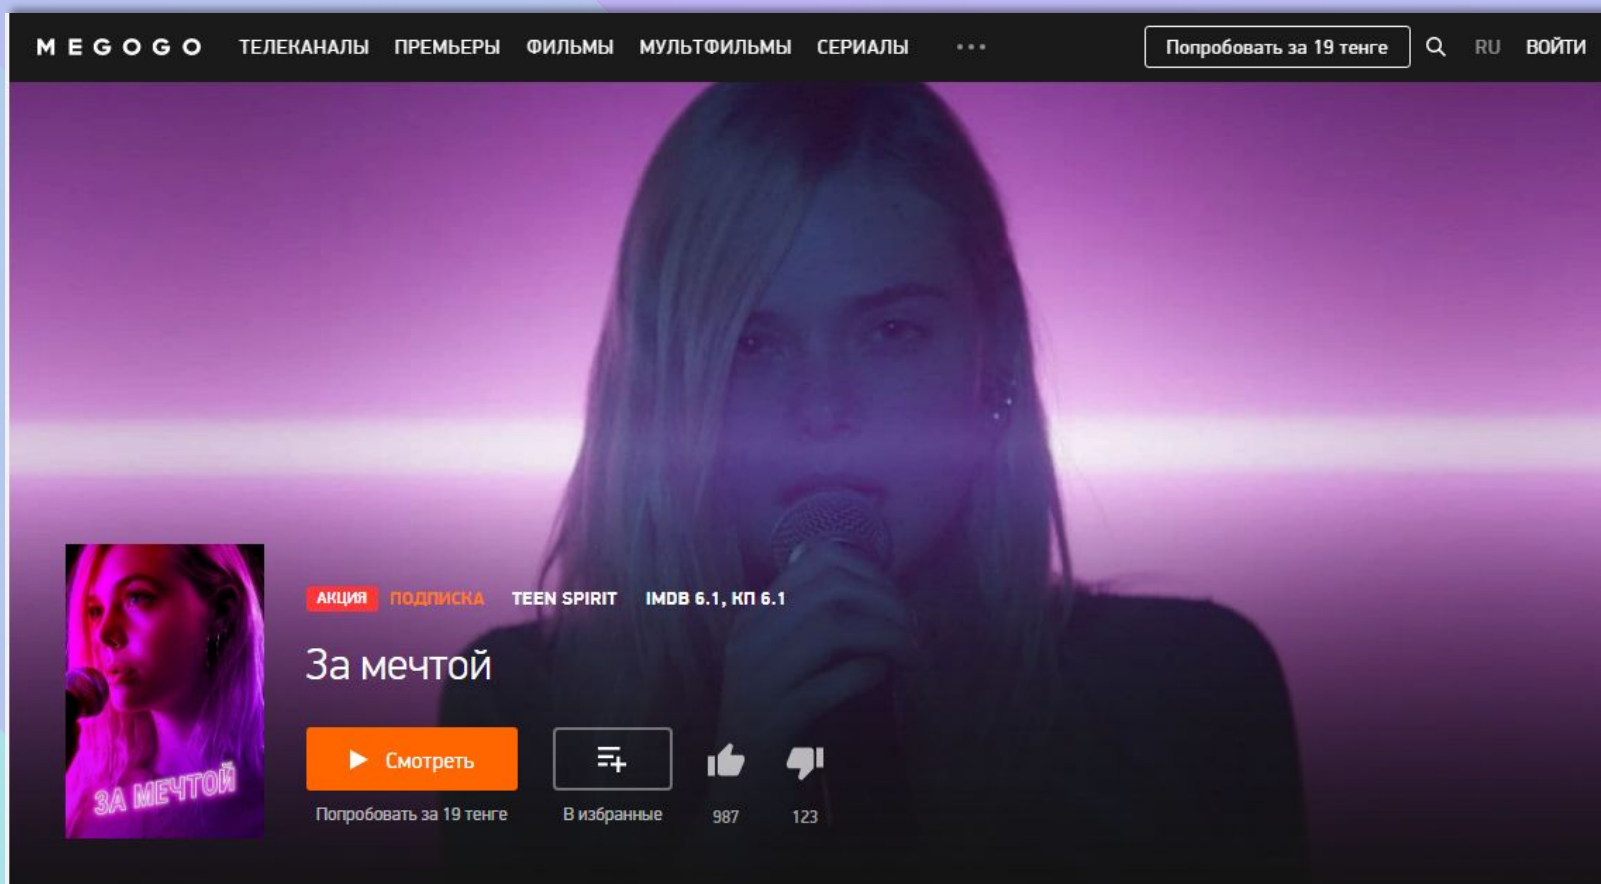 MEGOGO ТЕЛЕКАНАЛЫ ПРЕМЬЕРЫ ФИЛЬМЫ МУЛЬТФИЛЬМЫ СЕРИАЛЫ ... Попробовать за 19 тенге RU ВОЙТИ
АКЦИЯ ПОДПИСКА TEEN SPIRIT IMDB 6.1, КП 6.1
За мечтой
Смотреть
Попробовать за 19 тенге В избранные 987 123
ЗА МЕЧТОЙ